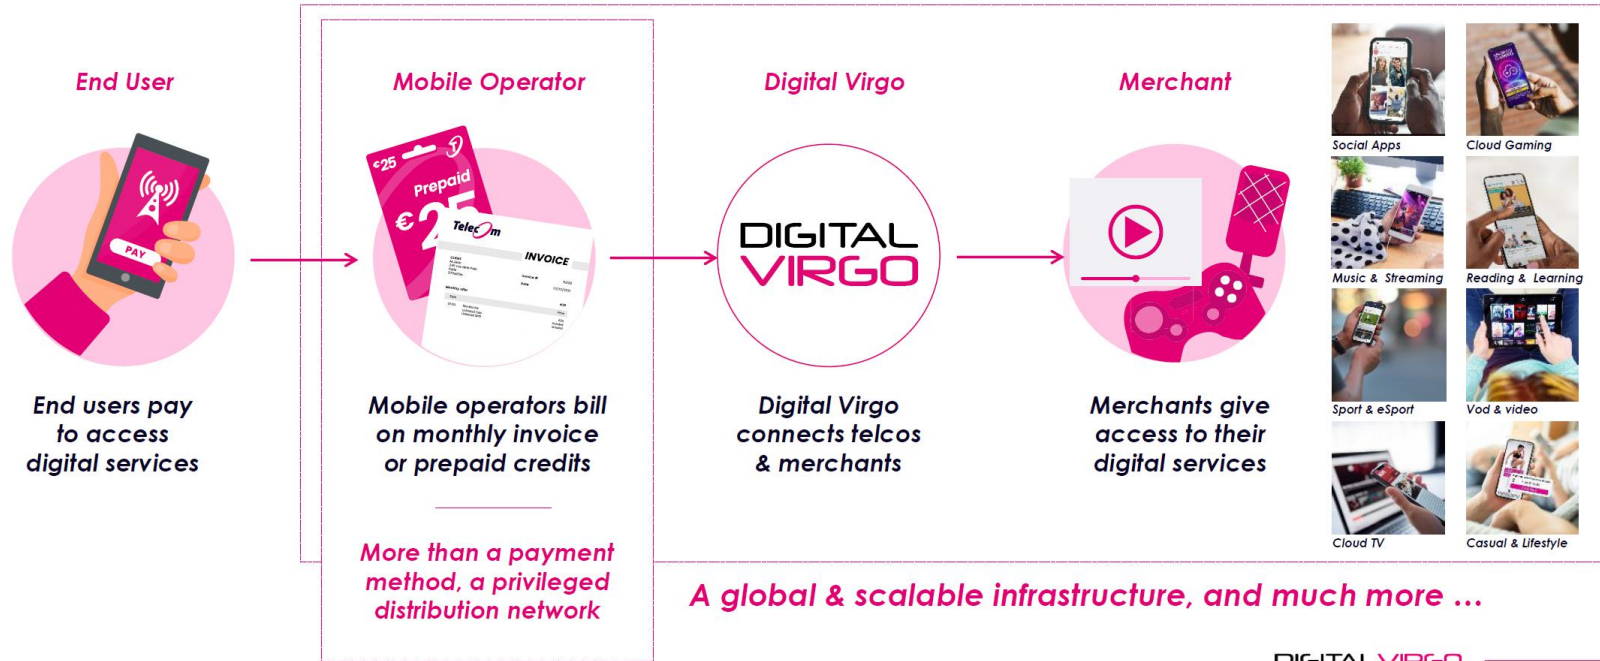 End User
Mobile Operator
Digital Virgo
Merchant
PAY
€25
Prepaid
€25
Telecom
INVOICE
DIGITAL
VIRGO
Social Apps
Cloud Gaming
Music & Streaming
Reading & Learning
Sport & eSport
Vod & video
Cloud TV
Casual & Lifestyle
End users pay
to access
digital services
Mobile operators bill
on monthly invoice
or prepaid credits
Digital Virgo
connects telcos
& merchants
Merchants give
access to their
digital services
More than a payment
method, a privileged
distribution network
A global & scalable infrastructure, and much more ...
DIGITAL VIRGO